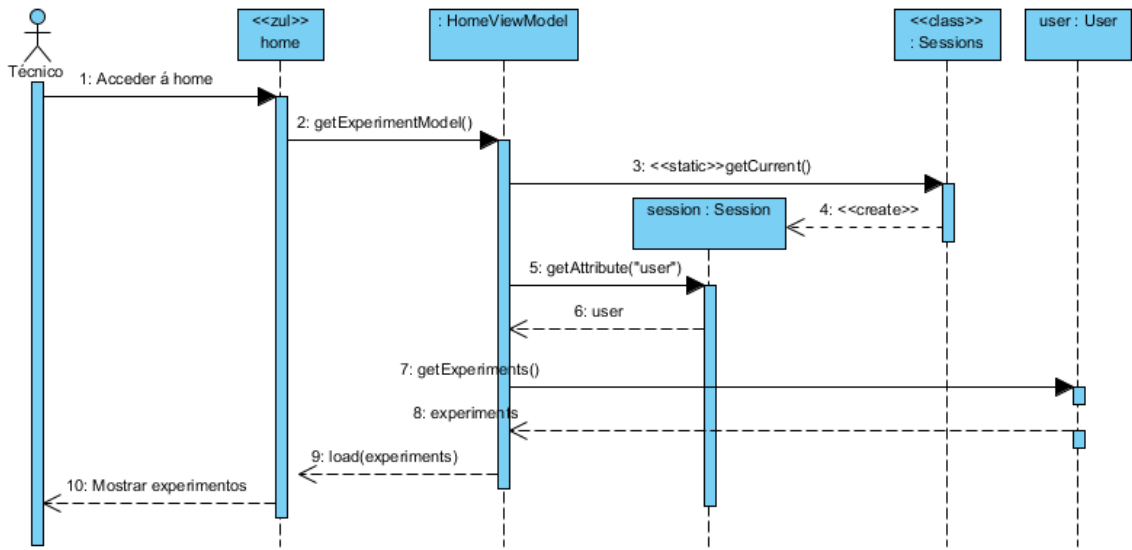 <<zul>>
home
: HomeViewModel
<<class>>
: Sessions
user : User
Técnico
1: Acceder á home
2: getExperimentModel()
3: <<static>>getCurrent()
session : Session
4: <<create>>
5: getAttribute("user")
6: user
7: getExperiments()
8: experiments
9: load(experiments)
10: Mostrar experimentos